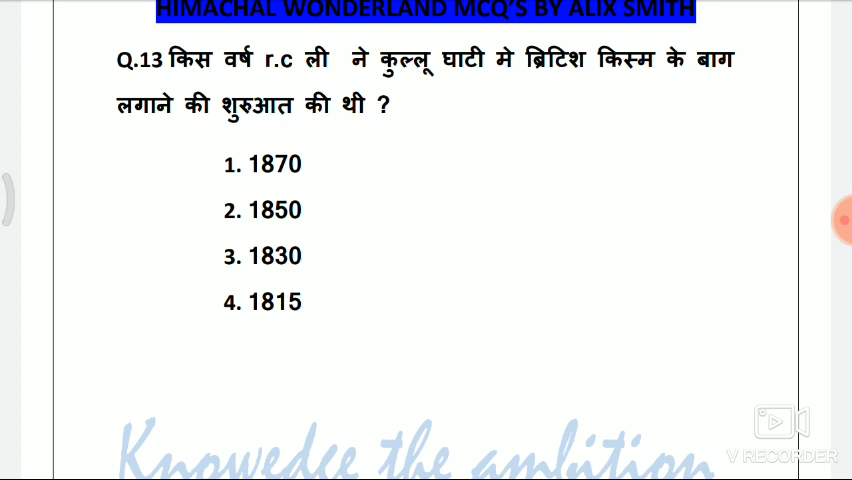 HIMACHAL WONDERLAND MCQ'S BY ALIX SMITH
Q.13 किस वर्ष r.c ली ने कुल्लू घाटी मे ब्रिटिश किस्म के बाग
लगाने की शुरुआत की थी ?
1. 1870
2. 1850
3. 1830
4. 1815
Knowedce the ambition
V RECORDER